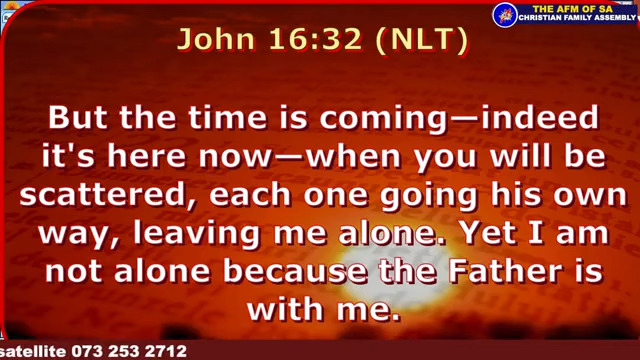 THE AFM OF SA
CHRISTIAN FAMILY ASSEMBLY
John 16:32 (NLT)
But the time is coming—indeed
it's here now—when you will be
scattered, each one going his own
way, leaving me alone. Yet I am
not alone because the Father is
with me.
satellite 073 253 2712